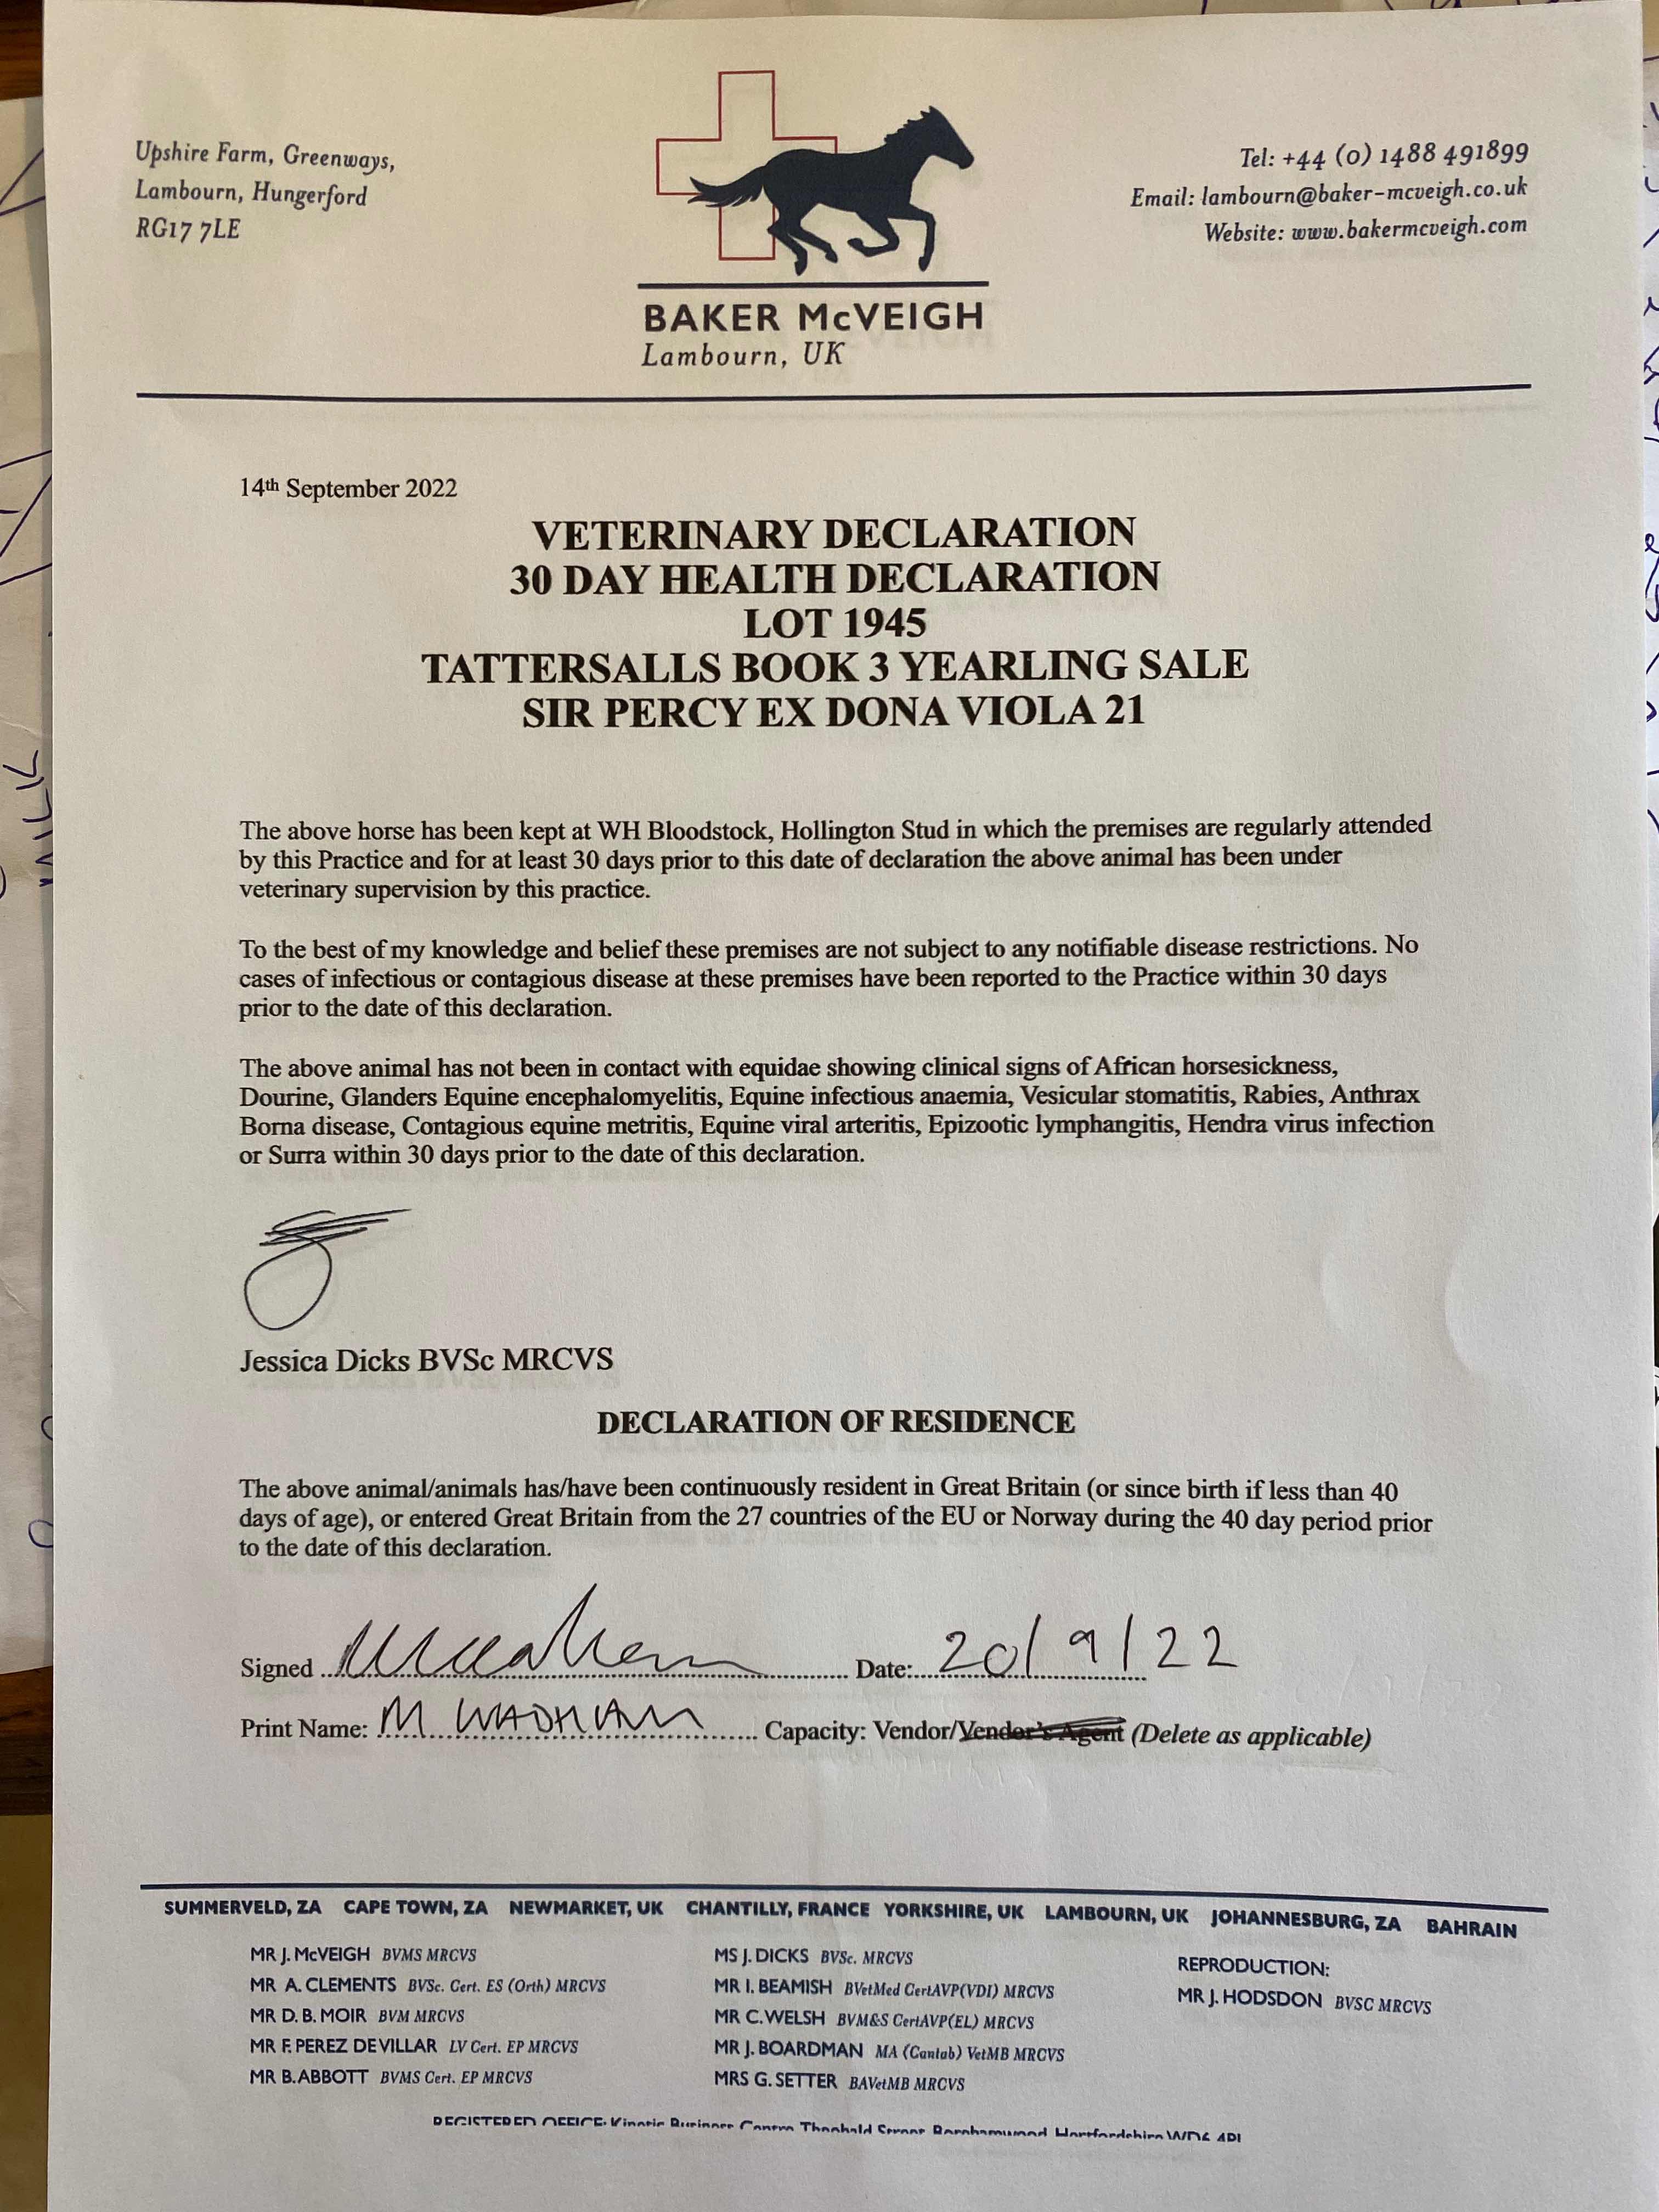 Upshire Farm, Greenways,
Lambourn, Hungerford
RG17 7LE
BAKER McVEIGH
Lambourn, UK
Tel: +44 (0) 1488 491899
Email: lambourn@baker-mcveigh.co.uk
Website: www.bakermcveigh.com
14th September 2022
VETERINARY DECLARATION
30 DAY HEALTH DECLARATION
LOT 1945
TATTERSALLS BOOK 3 YEARLING SALE
SIR PERCY EX DONA VIOLA 21
The above horse has been kept at WH Bloodstock, Hollington Stud in which the premises are regularly attended
by this Practice and for at least 30 days prior to this date of declaration the above animal has been under
veterinary supervision by this practice.
To the best of my knowledge and belief these premises are not subject to any notifiable disease restrictions. No
cases of infectious or contagious disease at these premises have been reported to the Practice within 30 days
prior to the date of this declaration.
The above animal has not been in contact with equidae showing clinical signs of African horsesickness,
Dourine, Glanders Equine encephalomyelitis, Equine infectious anaemia, Vesicular stomatitis, Rabies, Anthrax
Borna disease, Contagious equine metritis, Equine viral arteritis, Epizootic lymphangitis, Hendra virus infection
or Surra within 30 days prior to the date of this declaration.
Jessica Dicks BVSc MRCVS
DECLARATION OF RESIDENCE
The above animal/animals has/have been continuously resident in Great Britain (or since birth if less than 40
days of age), or entered Great Britain from the 27 countries of the EU or Norway during the 40 day period prior
to the date of this declaration.
Signed Date: 20/9/22
Print Name: M WADHAM Capacity: Vendor/Vendor's Agent (Delete as applicable)
SUMMERVELD, ZA CAPE TOWN, ZA NEWMARKET, UK CHANTILLY, FRANCE YORKSHIRE, UK LAMBOURN, UK JOHANNESBURG, ZA BAHRAIN
MR J. McVEIGH BVMS MRCVS
MR A. CLEMENTS BVSc. Cert. ES (Orth) MRCVS
MR D. B. MOIR BVM MRCVS
MR F. PEREZ DE VILLAR LV Cert. EP MRCVS
MR B. ABBOTT BVMS Cert. EP MRCVS
MS J. DICKS BVSc. MRCVS
MR I. BEAMISH BVetMed CertAVP(VDI) MRCVS
MR C. WELSH BVM&S CertAVP(EL) MRCVS
MR J. BOARDMAN MA (Cantab) VetMB MRCVS
MRS G. SETTER BAVetMB MRCVS
REPRODUCTION:
MR J. HODSDON BVSC MRCVS
REGISTERED OFFICE: Kinetic Business Centre Theobald Street Borehamwood Hertfordshire WD6